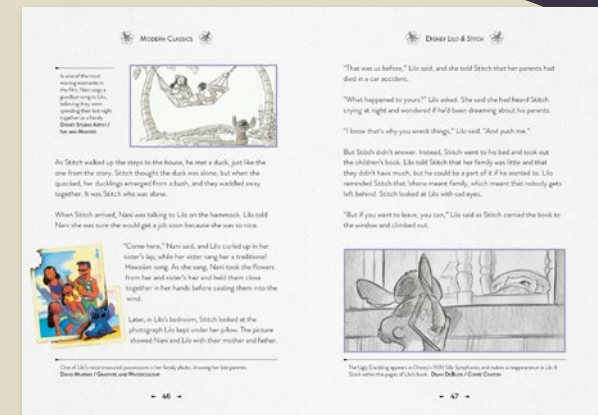 MODERN CLASSICS
In one of the most
moving moments in
the film, Nani sings a
goodbye song to Lilo,
believing they were
spending their last night
together as a family.
DISNEY STUDIO ARTIST /
INK AND MARKER
As Stitch walked up the steps to the house, he met a duck, just like the
one from the story. Stitch thought the duck was alone, but when she
quacked, her ducklings emerged from a bush, and they waddled away
together. It was Stitch who was alone.
When Stitch arrived, Nani was talking to Lilo on the hammock. Lilo told
Nani she was sure she would get a job soon because she was so nice.
"Come here," Nani said, and Lilo curled up in her
sister's lap, while her sister sang her a traditional
Hawaiian song. As she sang, Nani took the flowers
from her and sister's hair and held them close
together in her hands before casting them into the
wind.
Later, in Lilo's bedroom, Stitch looked at the
photograph Lilo kept under her pillow. The picture
showed Nani and Lilo with their mother and father.
One of Lilo's most treasured possessions is her family photo, showing her late parents.
DAVID MURRAY / GRAPHITE AND WATERCOLOUR
46
DISNEY LILO & STITCH
"That was us before," Lilo said, and she told Stitch that her parents had
died in a car accident.
"What happened to yours?" Lilo asked. She said she had heard Stitch
crying at night and wondered if he'd been dreaming about his parents.
"I know that's why you wreck things," Lilo said. "And push me."
But Stitch didn't answer. Instead, Stitch went to his bed and took out
the children's book. Lilo told Stitch that her family was little and that
they didn't have much, but he could be a part of it if he wanted to. Lilo
reminded Stitch that 'ohana meant family, which meant that nobody gets
left behind. Stitch looked at Lilo with sad eyes.
"But if you want to leave, you can," Lilo said as Stitch carried the book to
the window and climbed out.
The Ugly Duckling appears in Disney's 1939 Silly Symphonies and makes a reappearance in Lilo &
Stitch within the pages of Lilo's book. DEAN DEBLOIS / CONTE CRAYON
47